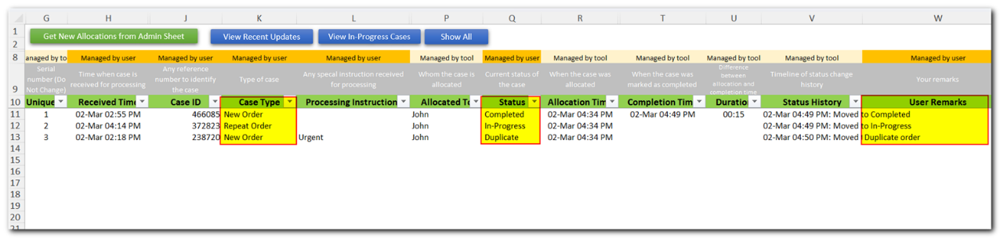 G H J K L P Q R T U V W
1 Get New Allocations from Admin Sheet View Recent Updates View In-Progress Cases Show All
2
8 anaged by to Managed by user Managed by user Managed by user Managed by user Managed by tool Managed by user Managed by tool Managed by tool Managed by tool Managed by tool Managed by user
9 Serial number (Do Not Change) Time when case is received for processing Any reference number to identify the case Type of case Any specal instruction received for processing Whom the case is allocated Current status of the case When the case was allocated When the case was marked as completed Difference between allocation and completion time Timeline of status change history Your remarks
10 Unique Received Time Case ID Case Type Processing Instruction Allocated To Status Allocation Tim Completion Tim Duratio Status History User Remarks
11 1 02-Mar 02:55 PM 466085 New Order John Completed 02-Mar 04:34 PM 02-Mar 04:49 PM 00:15 02-Mar 04:49 PM: Moved to Completed
12 2 02-Mar 04:14 PM 372823 Repeat Order John In-Progress 02-Mar 04:34 PM 02-Mar 04:49 PM: Moved to In-Progress
13 3 02-Mar 02:18 PM 238720 New Order Urgent John Duplicate 02-Mar 04:34 PM 02-Mar 04:50 PM: Moved Duplicate order
14
15
16
17
18
19
20
21